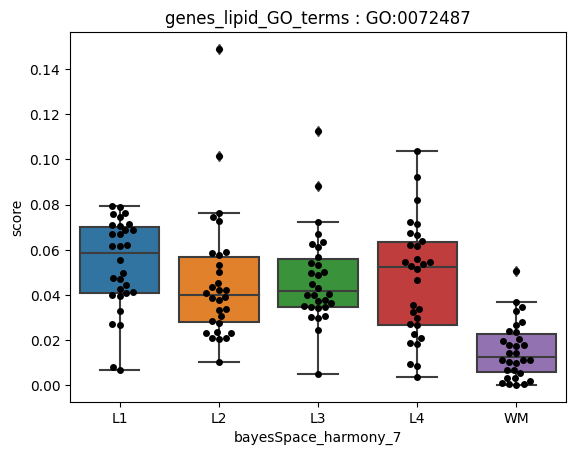 genes_lipid_GO_terms : GO:0072487
score
0.14
0.12
0.10
0.08
0.06
0.04
0.02
0.00
L1 L2 L3 L4 WM
bayesSpace_harmony_7